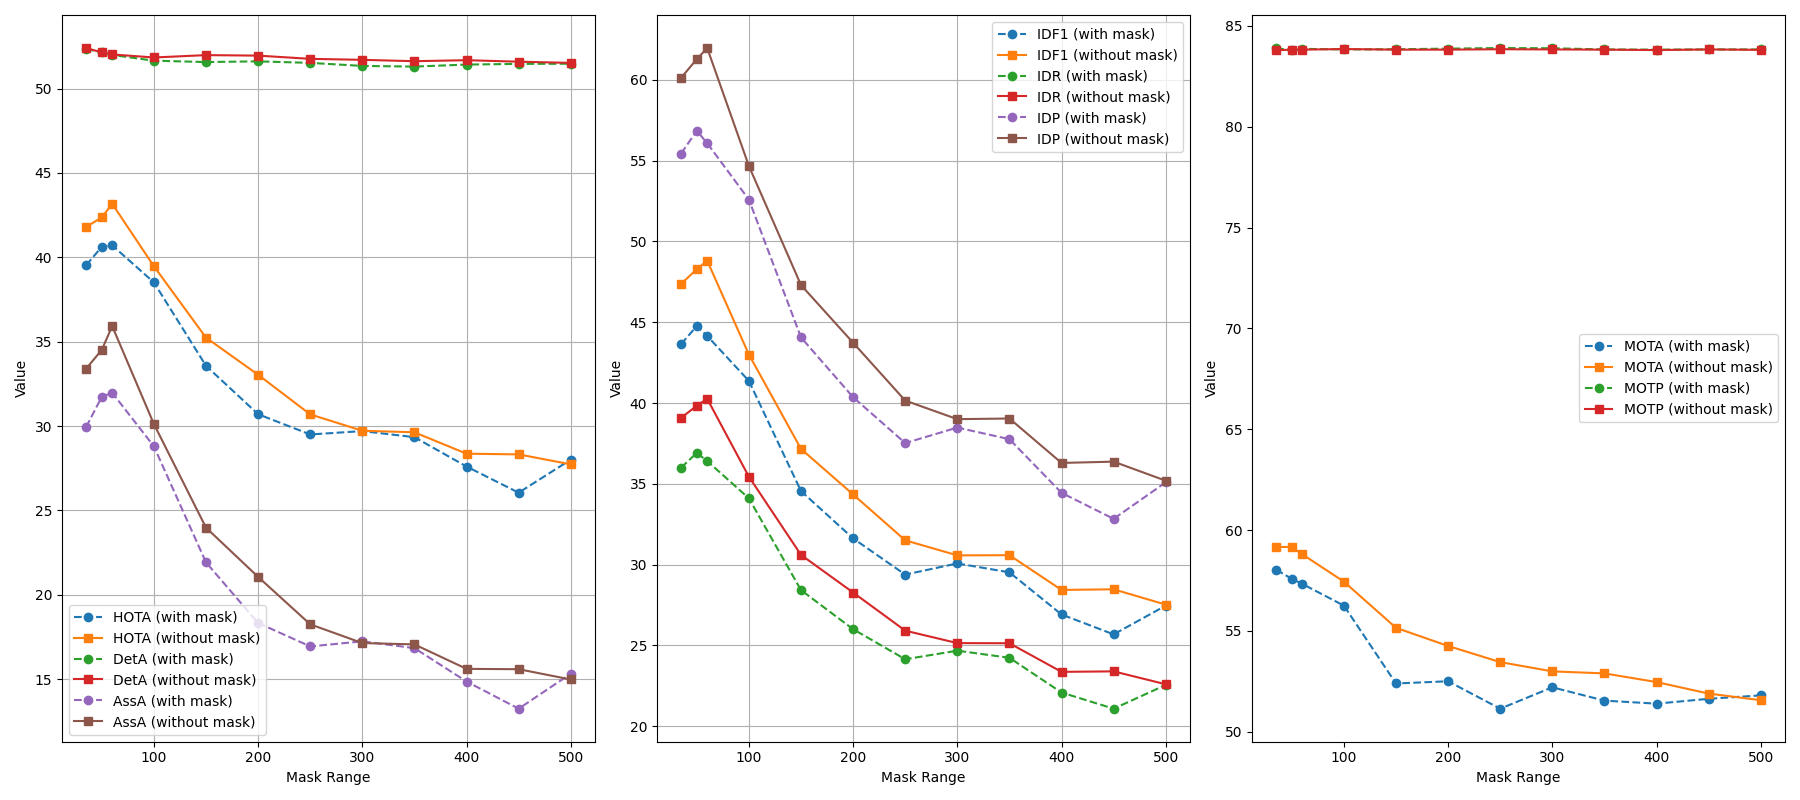 50
45
40
35
30
25
20
15
Value
HOTA (with mask)
HOTA (without mask)
DetA (with mask)
DetA (without mask)
AssA (with mask)
AssA (without mask)
100 200 300 400 500
Mask Range
60
55
50
45
40
35
30
25
20
Value
IDF1 (with mask)
IDF1 (without mask)
IDR (with mask)
IDR (without mask)
IDP (with mask)
IDP (without mask)
100 200 300 400 500
Mask Range
85
80
75
70
65
60
55
50
Value
MOTA (with mask)
MOTA (without mask)
MOTP (with mask)
MOTP (without mask)
100 200 300 400 500
Mask Range